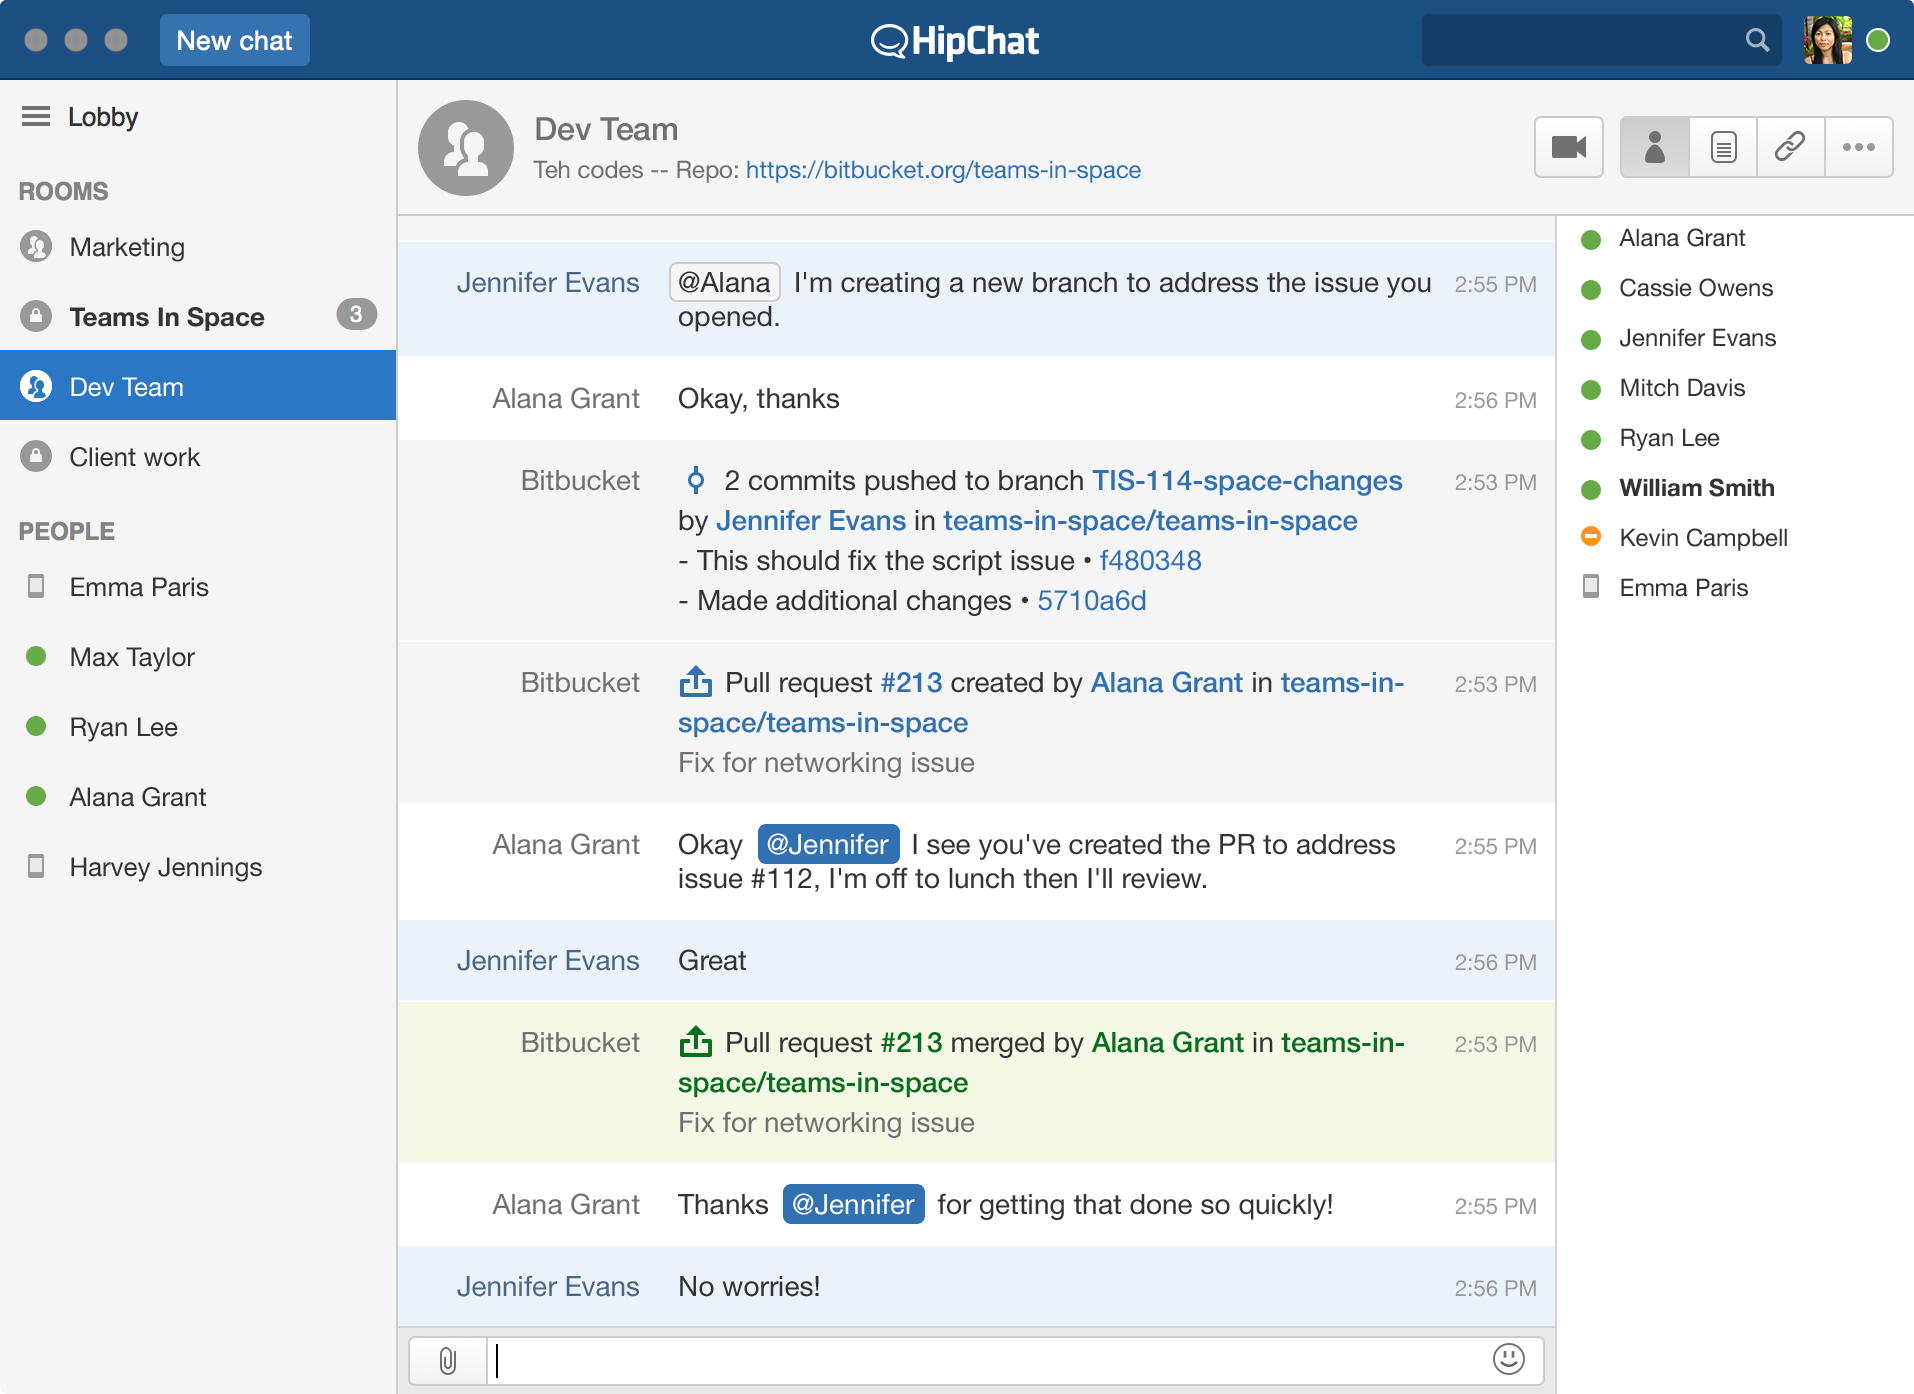 New chat
HipChat
Lobby
ROOMS
Marketing
Teams In Space
3
Dev Team
Client work
PEOPLE
Emma Paris
Max Taylor
Ryan Lee
Alana Grant
Harvey Jennings
Dev Team
Teh codes -- Repo: https://bitbucket.org/teams-in-space
Jennifer Evans @Alana I'm creating a new branch to address the issue you 2:55 PM
opened.
Alana Grant Okay, thanks 2:56 PM
Bitbucket 2 commits pushed to branch TIS-114-space-changes 2:53 PM
by Jennifer Evans in teams-in-space/teams-in-space
- This should fix the script issue • f480348
- Made additional changes • 5710a6d
Bitbucket Pull request #213 created by Alana Grant in teams-in- 2:53 PM
space/teams-in-space
Fix for networking issue
Alana Grant Okay @Jennifer I see you've created the PR to address 2:55 PM
issue #112, I'm off to lunch then I'll review.
Jennifer Evans Great 2:56 PM
Bitbucket Pull request #213 merged by Alana Grant in teams-in- 2:53 PM
space/teams-in-space
Fix for networking issue
Alana Grant Thanks @Jennifer for getting that done so quickly! 2:55 PM
Jennifer Evans No worries! 2:56 PM
Alana Grant
Cassie Owens
Jennifer Evans
Mitch Davis
Ryan Lee
William Smith
Kevin Campbell
Emma Paris